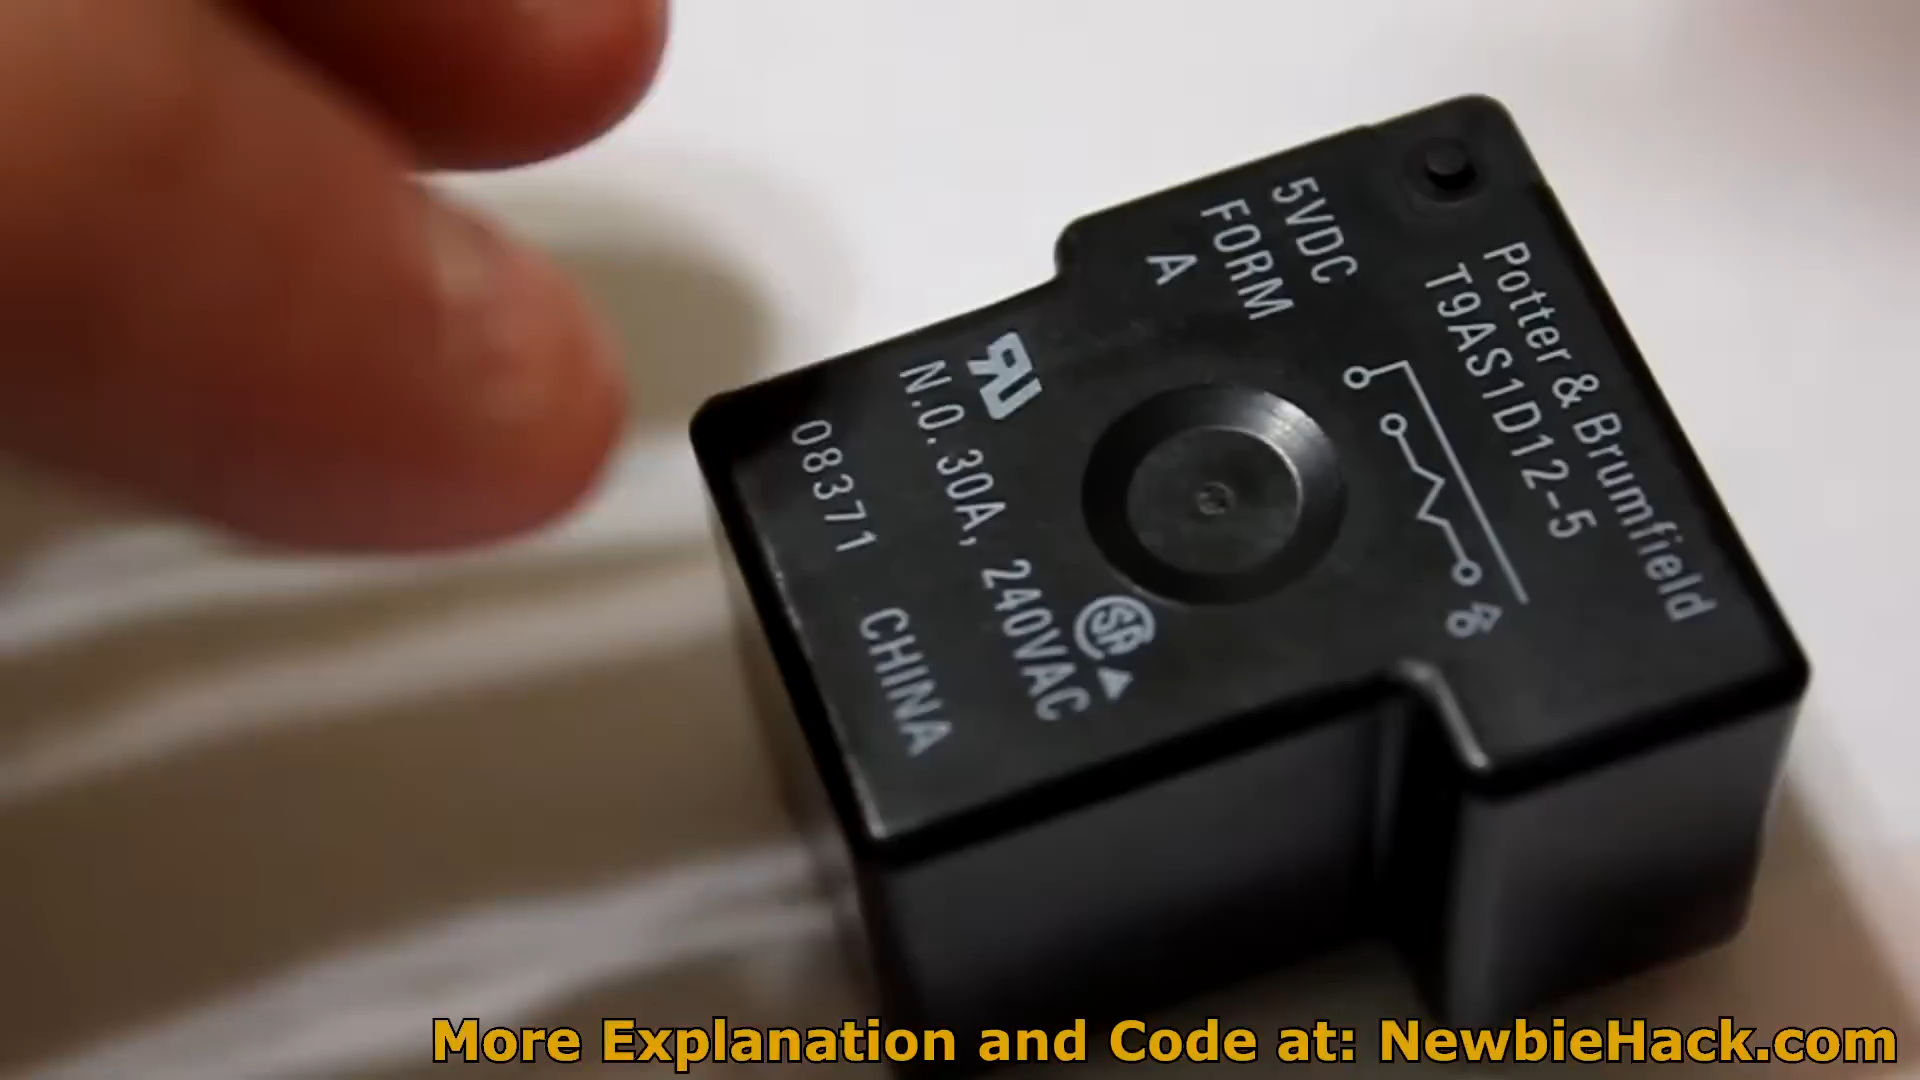 Potter & Brumfield
T9AS1D12-5
5VDC
FORM
A
N.O. 30A, 240VAC
08371 CHINA
More Explanation and Code at: NewbieHack.com